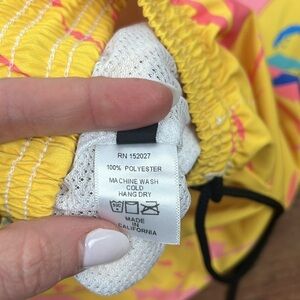 RN 152027
100% POLYESTER
MACHINE WASH
COLD
HANG DRY
MADE IN
CALIFORNIA